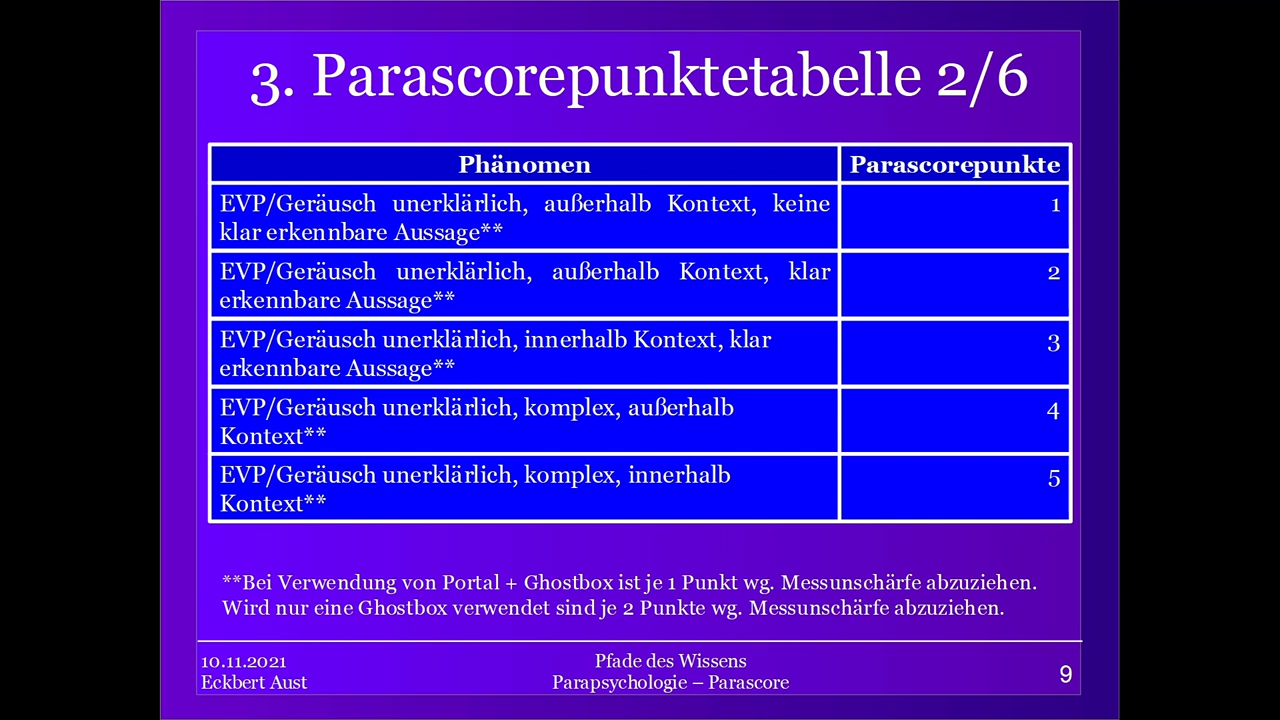 3. Parascorepunktetabelle 2/6
Phänomen
Parascorepunkte
EVP/Geräusch unerklärlich, außerhalb Kontext, keine
klar erkennbare Aussage**
1
EVP/Geräusch unerklärlich, außerhalb Kontext, klar
erkennbare Aussage**
2
EVP/Geräusch unerklärlich, innerhalb Kontext, klar
erkennbare Aussage**
3
EVP/Geräusch unerklärlich, komplex, außerhalb
Kontext**
4
EVP/Geräusch unerklärlich, komplex, innerhalb
Kontext**
5
**Bei Verwendung von Portal + Ghostbox ist je 1 Punkt wg. Messunschärfe abzuziehen.
Wird nur eine Ghostbox verwendet sind je 2 Punkte wg. Messunschärfe abzuziehen.
10.11.2021
Eckbert Aust
Pfade des Wissens
Parapsychologie – Parascore
9